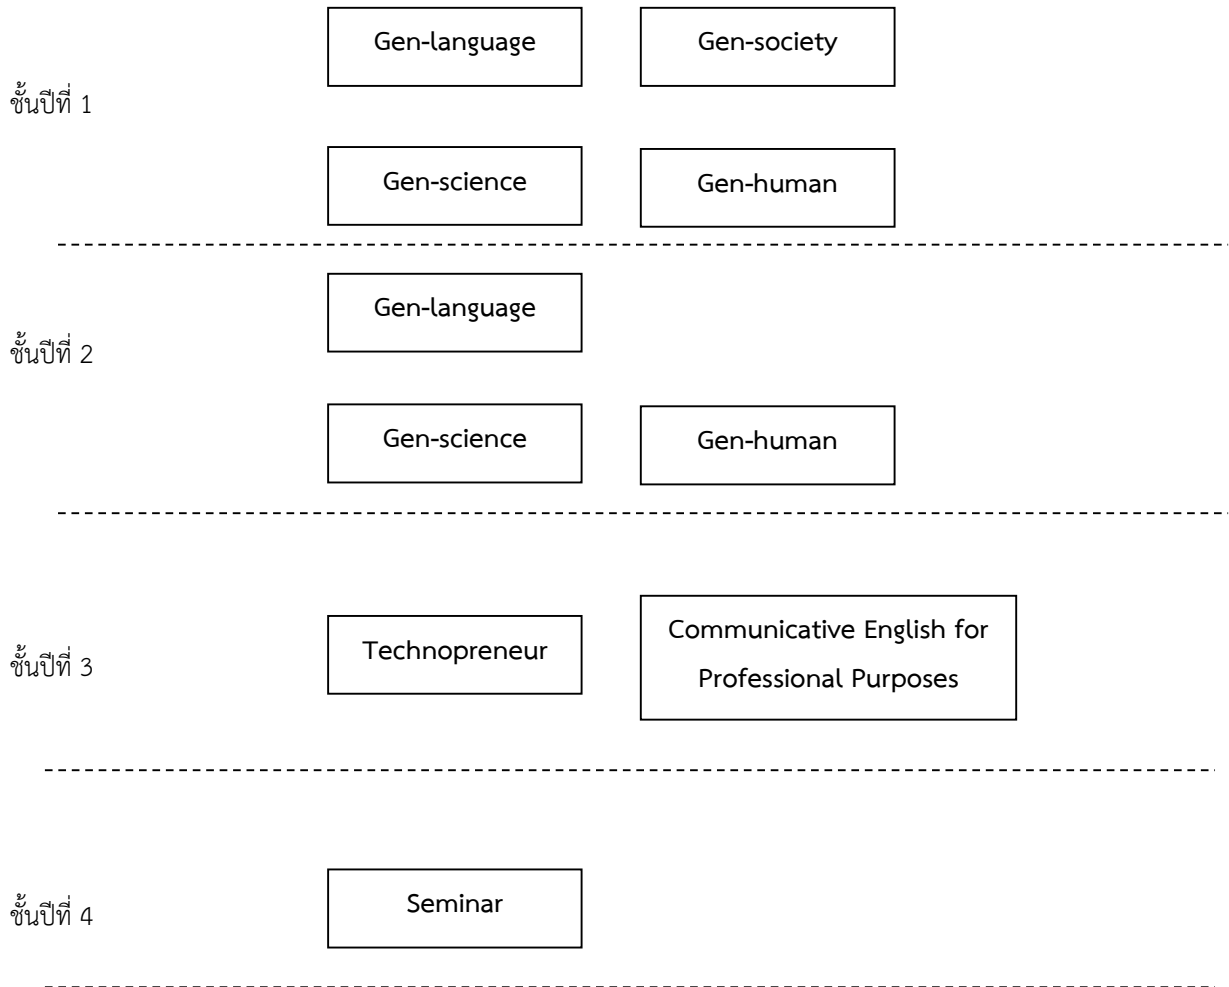 Gen-language
Gen-society
ชั้นปีที่ 1
Gen-science
Gen-human
Gen-language
ชั้นปีที่ 2
Gen-science
Gen-human
Communicative English for
Technopreneur
ชั้นปีที่ 3
Professional Purposes
Seminar
ชั้นปีที่ 4